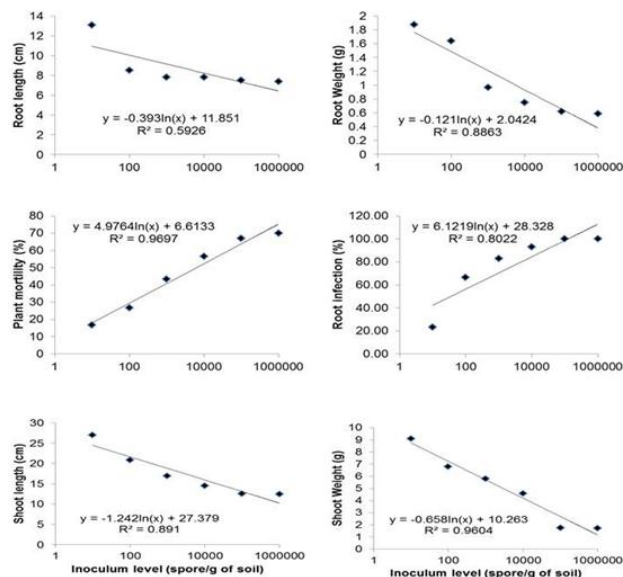 Root length (cm)
14
12
10
8
6
4
2
0
y = -0.393ln(x) + 11.851
R² = 0.5926
1 100 10000 1000000
Root Weight (g)
2
1.8
1.6
1.4
1.2
1
0.8
0.6
0.4
0.2
0
y = -0.121ln(x) + 2.0424
R² = 0.8863
1 100 10000 1000000
Plant mortility (%)
80
70
60
50
40
30
20
10
0
y = 4.9764ln(x) + 6.6133
R² = 0.9697
1 100 10000 1000000
Root infection (%)
120.00
100.00
80.00
60.00
40.00
20.00
0.00
y = 6.1219ln(x) + 28.328
R² = 0.8022
1 100 10000 1000000
Shoot length (cm)
30
25
20
15
10
5
0
y = -1.242ln(x) + 27.379
R² = 0.891
1 100 10000 1000000
Inoculum level (spore/g of soil)
Shoot Weight (g)
10
9
8
7
6
5
4
3
2
1
0
y = -0.658ln(x) + 10.263
R² = 0.9604
1 100 10000 1000000
Inoculum level (spore/g of soil)